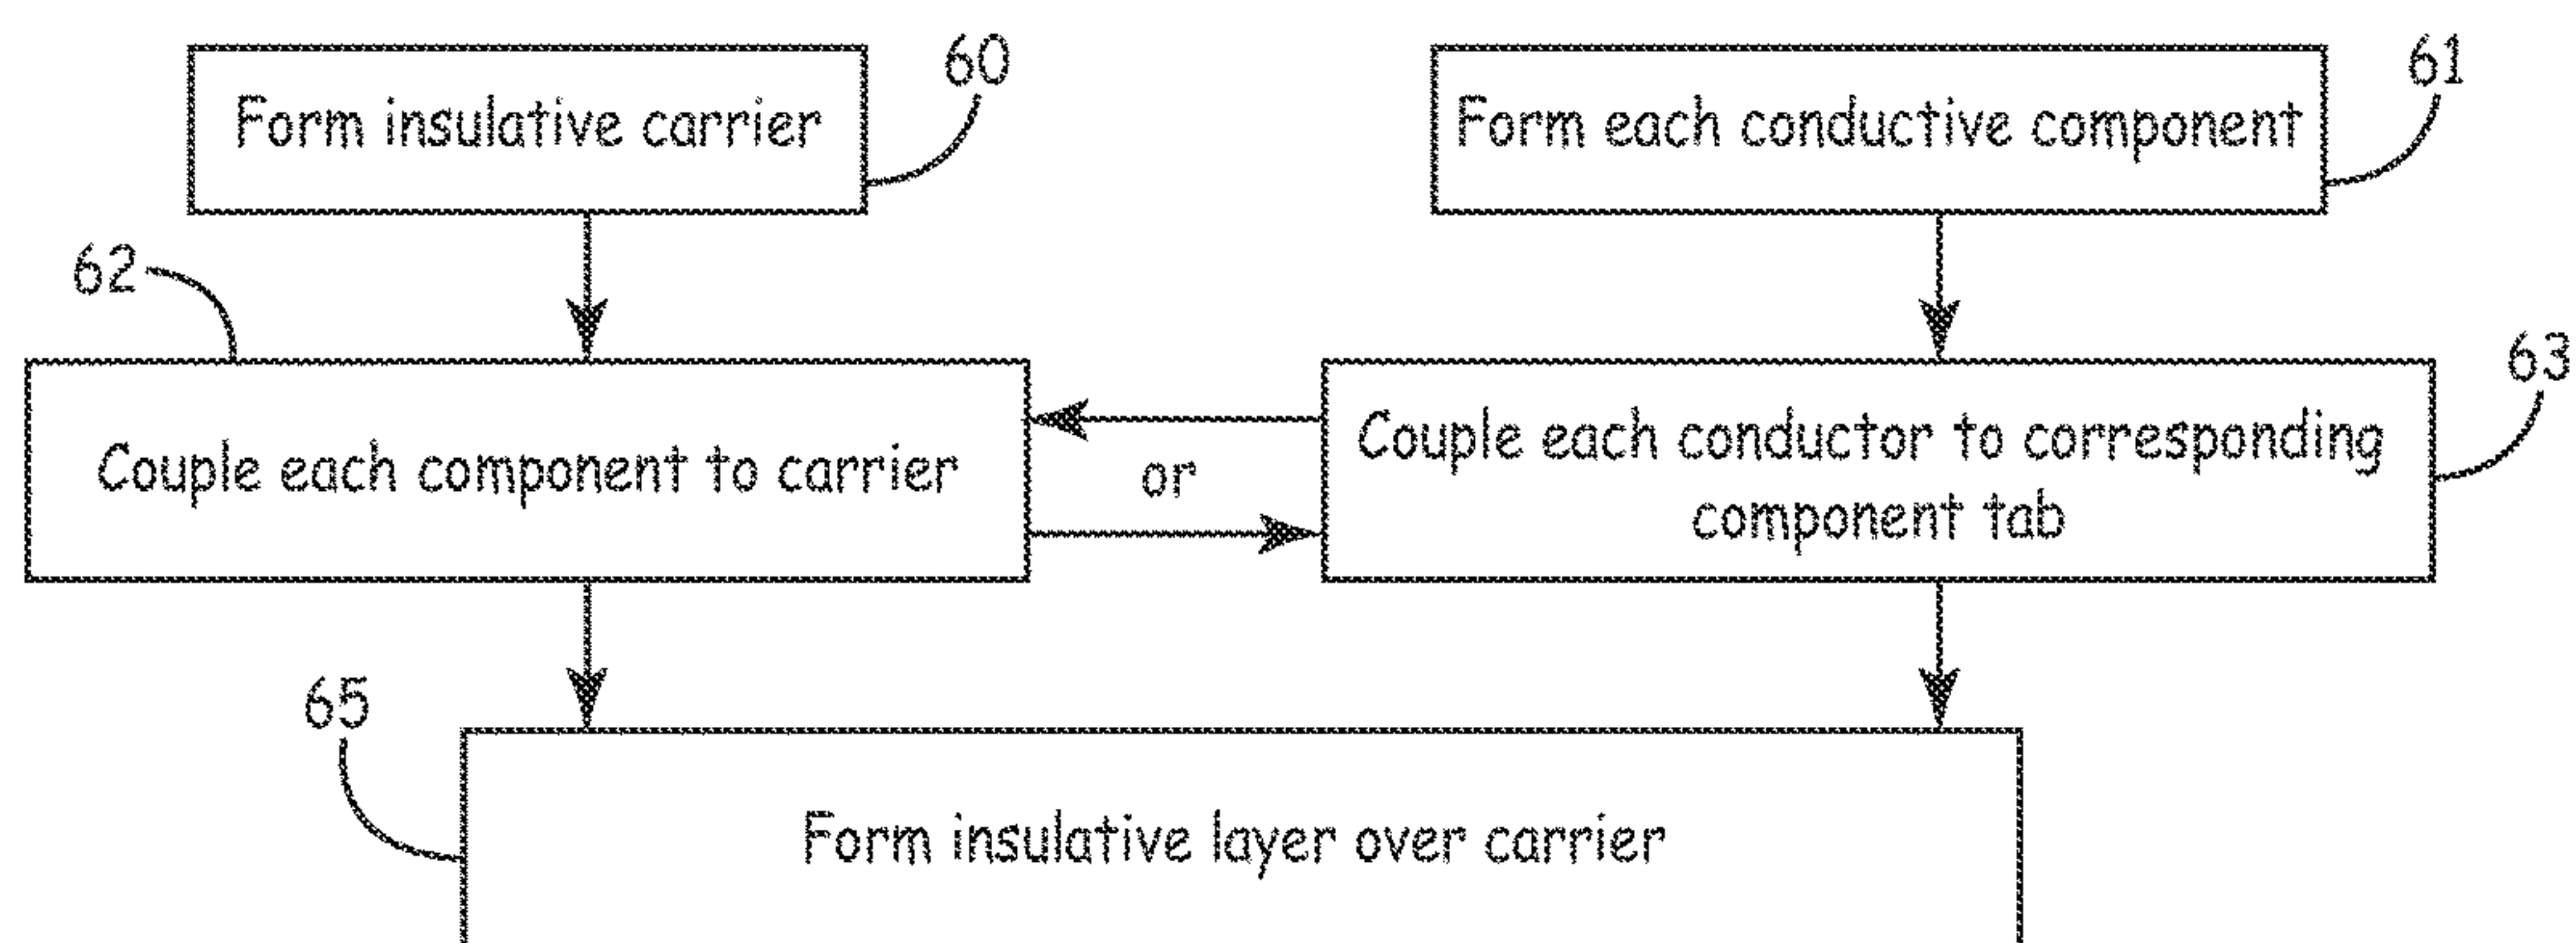 Form insulative carrier
60
Form each conductive component
61
62
Couple each component to carrier
or
Couple each conductor to corresponding
component tab
63
65
Form insulative layer over carrier